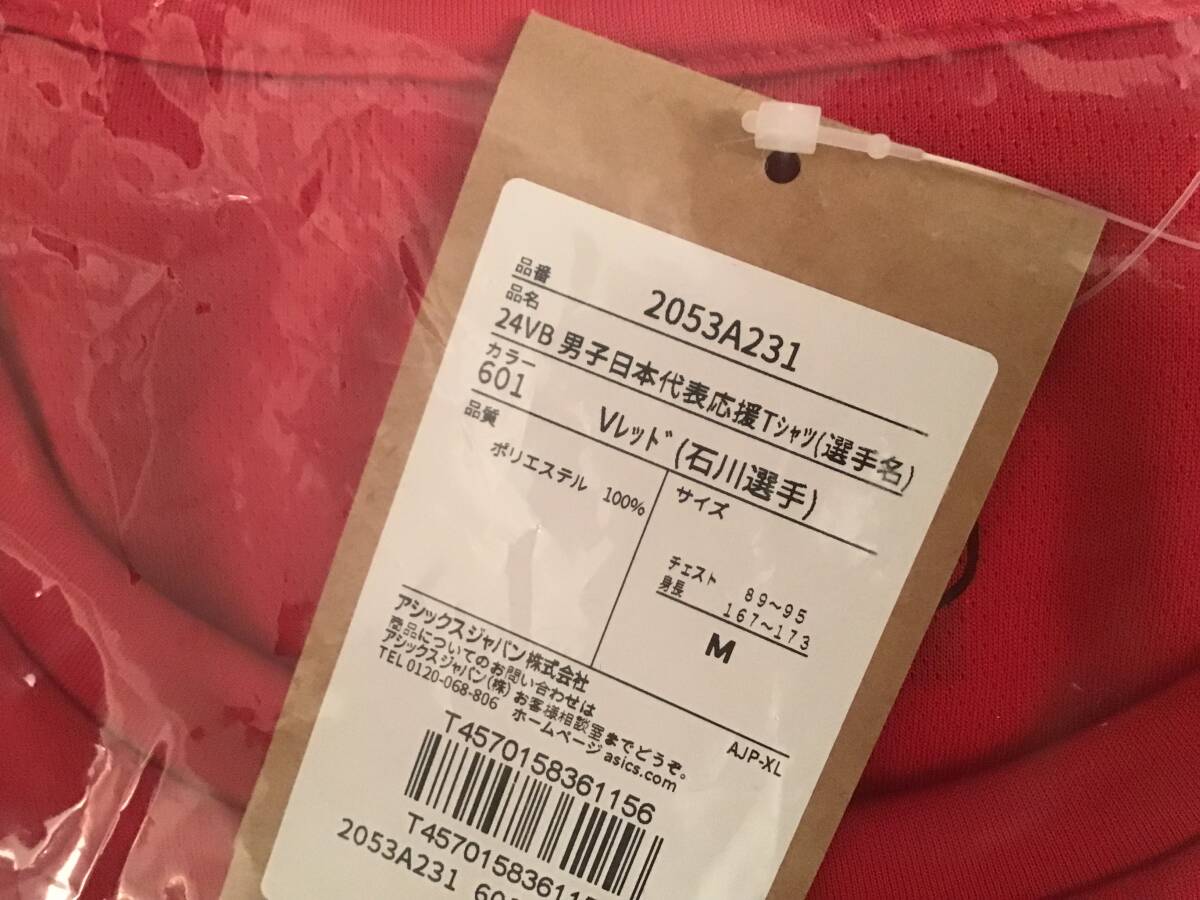 品番 2053A231
品名
24VB 男子日本代表応援Tシャツ(選手名)
カラー
601 Vレッド(石川選手)
品質
ポリエステル 100%
サイズ
チェスト 89~95
身長 167~173
M
アシックスジャパン株式会社
商品についてのお問い合わせは
アシックスジャパン(株) お客様相談室までどうぞ。
TEL 0120-068-806 ホームページ asics.com
AJP-XL
T4570158361156
T457015836115
2053A231 60